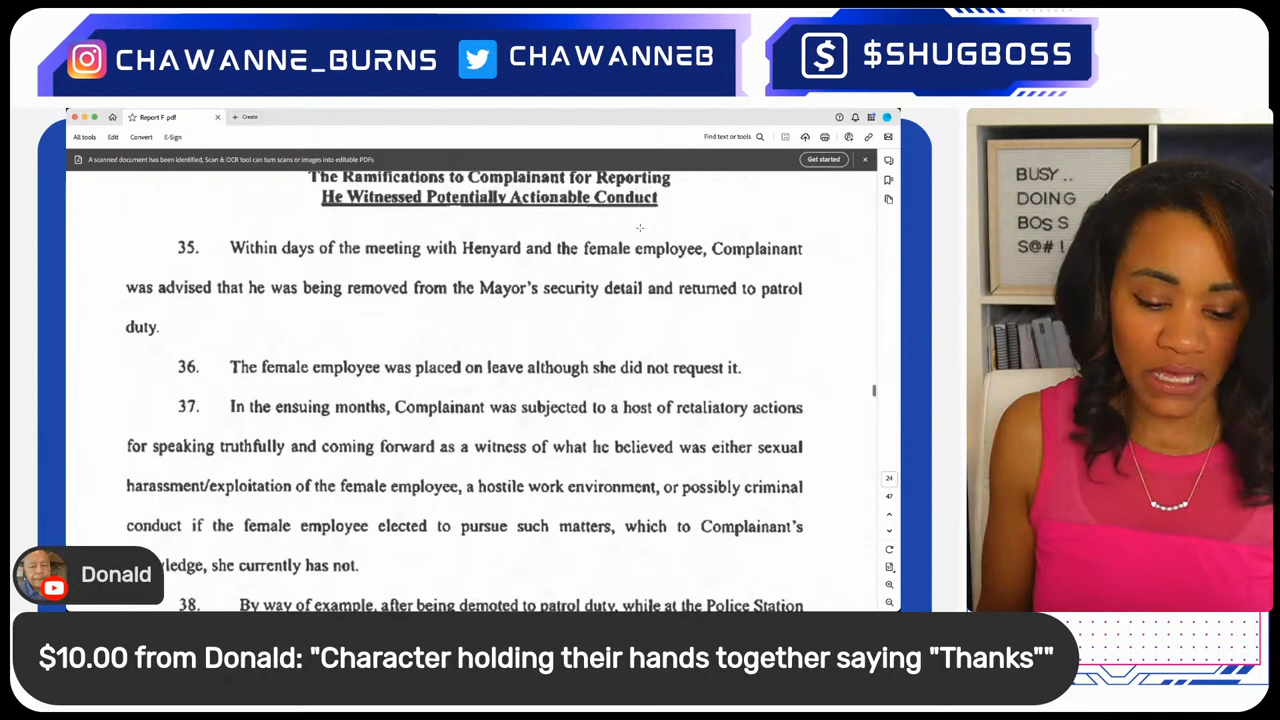 CHAWANNE_BURNS
CHAWANNEB
$SHUGBOSS
Report F.pdf
Create
All tools Edit Convert E-Sign
Find text or tools
A scanned document has been identified, Scan & OCR tool can turn scans or images into editable PDFs
Get started
The Ramifications to Complainant for Reporting
He Witnessed Potentially Actionable Conduct
35. Within days of the meeting with Henyard and the female employee, Complainant
was advised that he was being removed from the Mayor's security detail and returned to patrol
duty.
36. The female employee was placed on leave although she did not request it.
37. In the ensuing months, Complainant was subjected to a host of retaliatory actions
for speaking truthfully and coming forward as a witness of what he believed was either sexual
harassment/exploitation of the female employee, a hostile work environment, or possibly criminal
conduct if the female employee elected to pursue such matters, which to Complainant's
ledge, she currently has not.
38. By way of example, after being demoted to patrol duty, while at the Police Station
24
47
BUSY ..
DOING
BOSS
S@# !
Donald
$10.00 from Donald: "Character holding their hands together saying "Thanks""